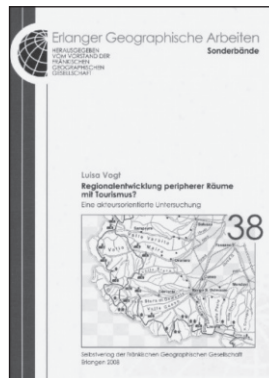 Erlanger Geographische Arbeiten
HERAUSGEGEBEN
VOM VORSTAND DER
FRÄNKISCHEN
GEOGRAPHISCHEN
GESELLSCHAFT
Sonderbände
Luisa Vogt
Regionalentwicklung peripherer Räume
mit Tourismus?
Eine akteursorientierte Untersuchung
38
Selbstverlag der Fränkischen Geographischen Gesellschaft
Erlangen 2008